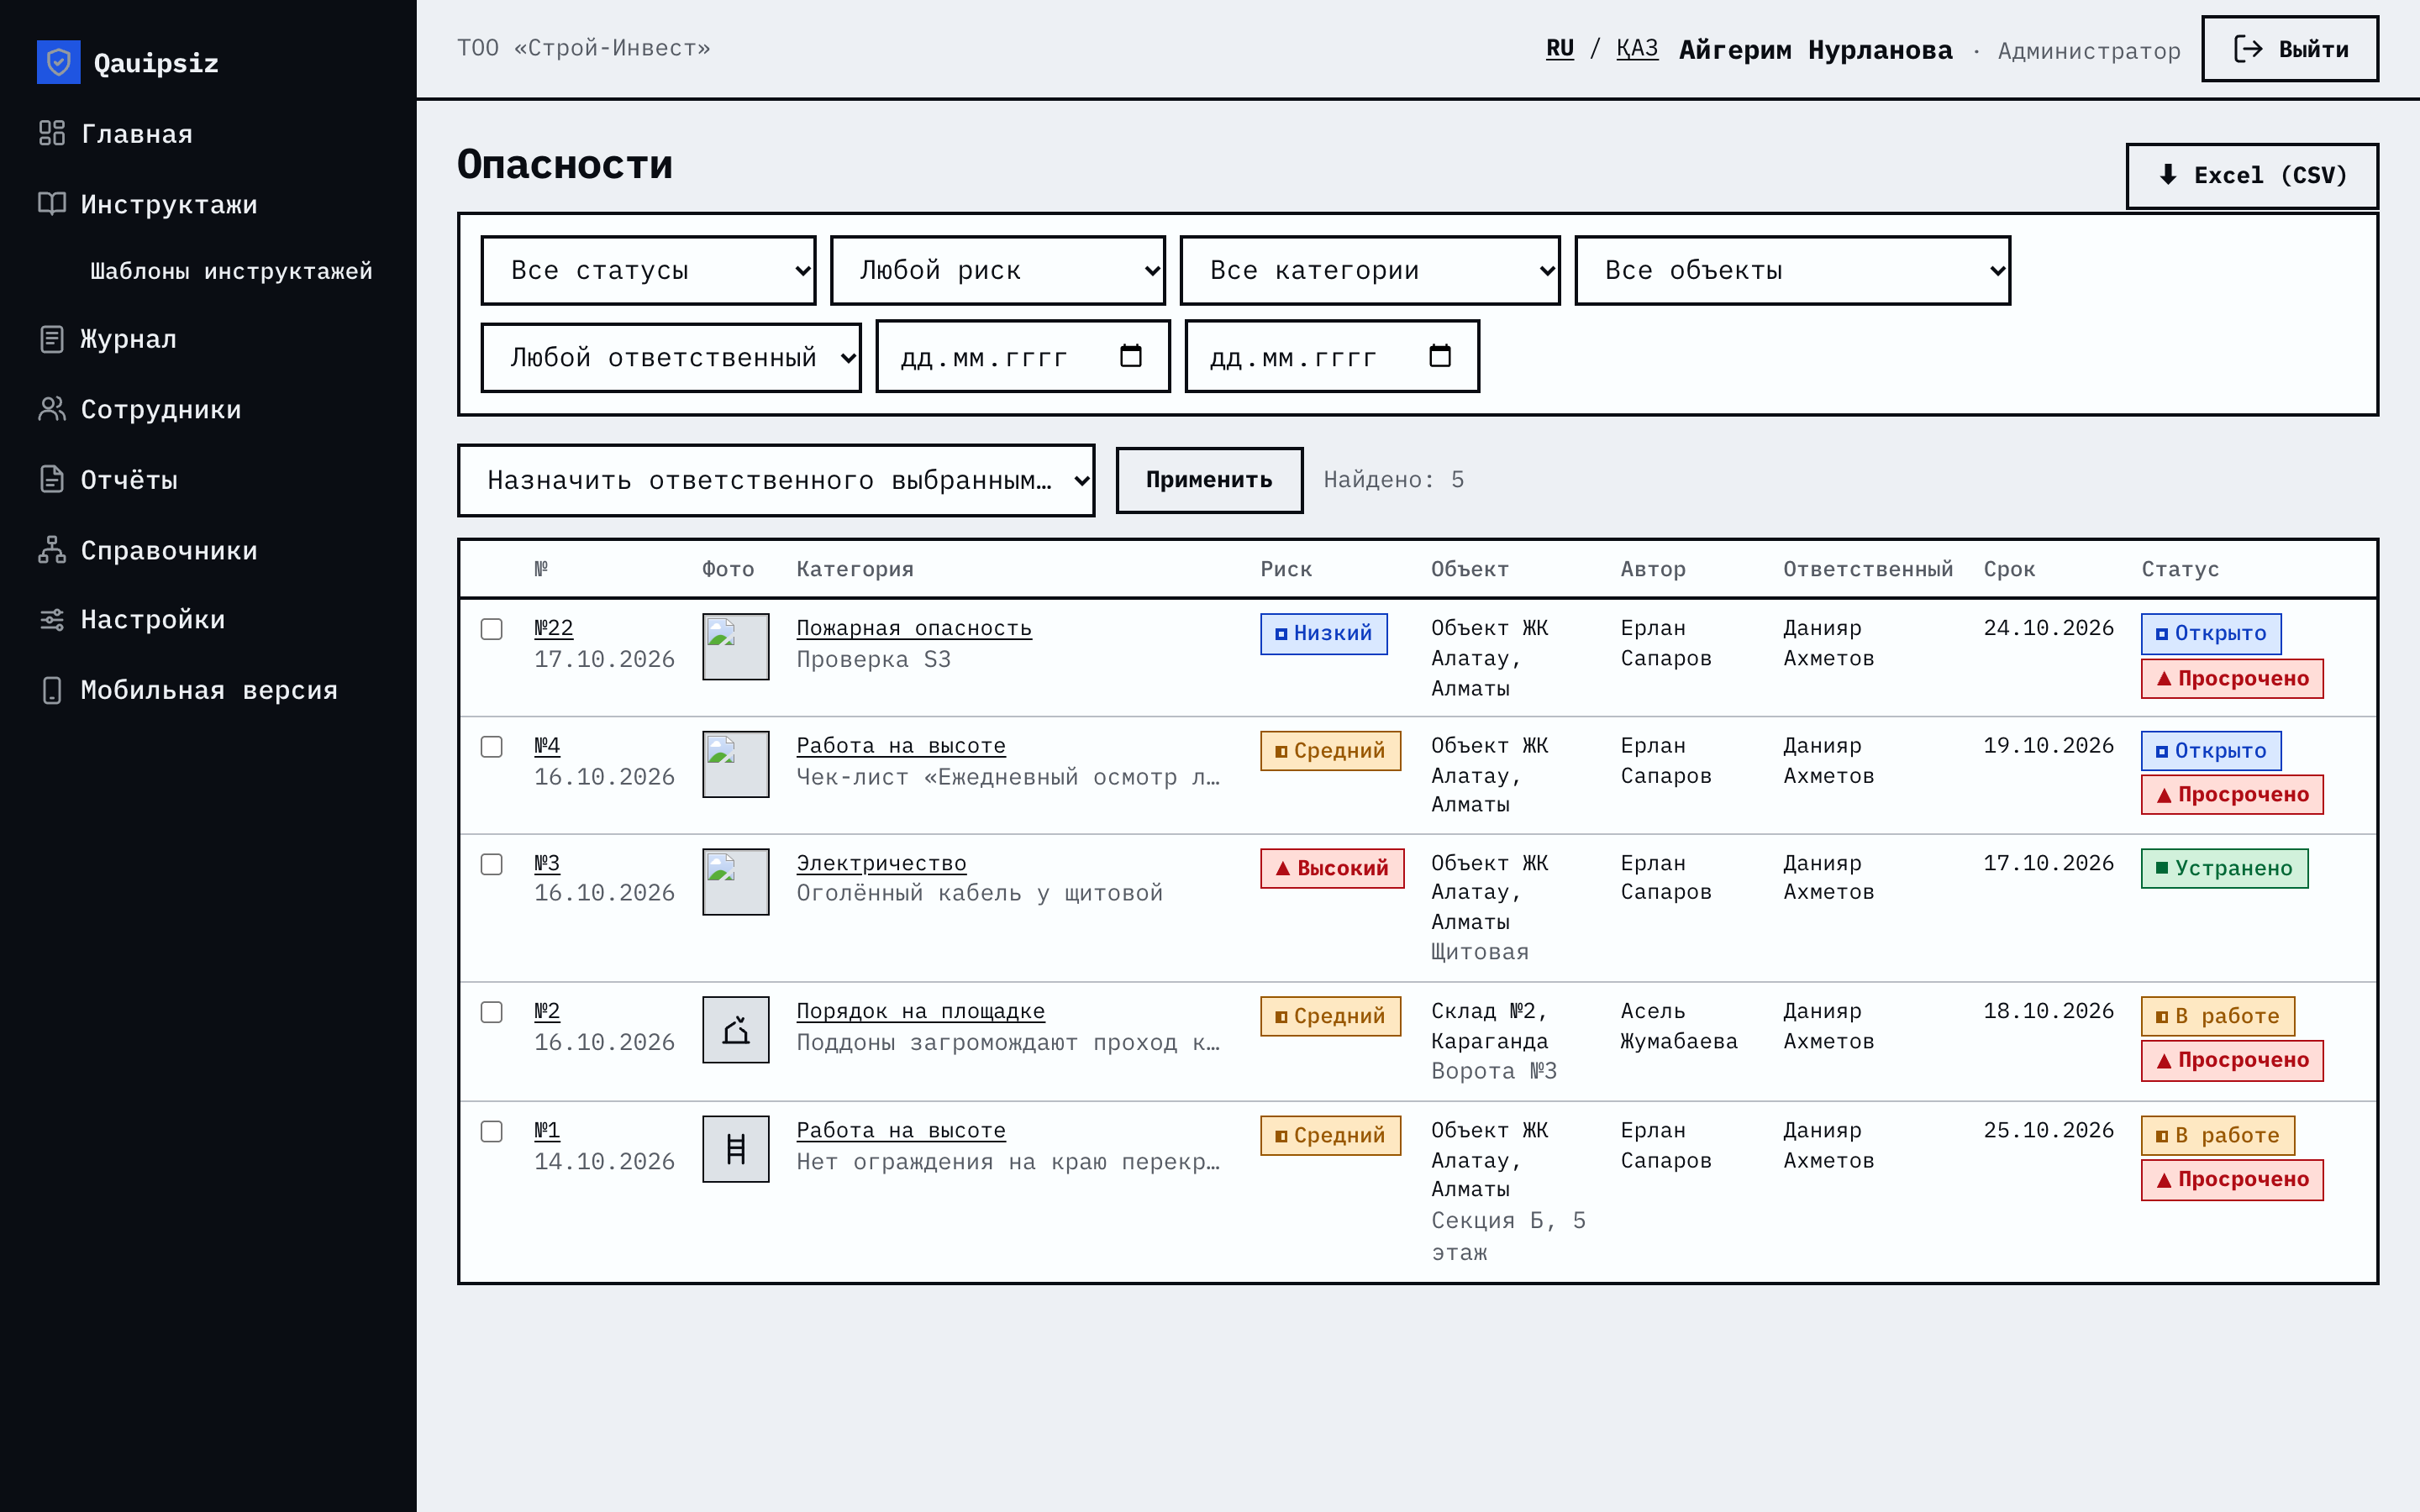 Qauipsiz
Главная
Инструктажи
Шаблоны инструктажей
Журнал
Сотрудники
Отчёты
Справочники
Настройки
Мобильная версия
ТОО «Строй-Инвест»
RU / ҚАЗ Айгерим Нурланова · Администратор Выйти
Опасности
Excel (CSV)
Все статусы Любой риск Все категории Все объекты
Любой ответственный дд.мм.гггг дд.мм.гггг
Назначить ответственного выбранным… Применить Найдено: 5
№ Фото Категория Риск Объект Автор Ответственный Срок Статус
№22 Пожарная опасность Низкий Объект ЖК Ерлан Данияр 24.10.2026 Открыто
17.10.2026 Проверка S3 Алатау, Сапаров Ахметов Просрочено
Алматы
№4 Работа на высоте Средний Объект ЖК Ерлан Данияр 19.10.2026 Открыто
16.10.2026 Чек-лист «Ежедневный осмотр л… Алатау, Сапаров Ахметов Просрочено
Алматы
№3 Электричество Высокий Объект ЖК Ерлан Данияр 17.10.2026 Устранено
16.10.2026 Оголённый кабель у щитовой Алатау, Сапаров Ахметов
Алматы
Щитовая
№2 Порядок на площадке Средний Склад №2, Асель Данияр 18.10.2026 В работе
16.10.2026 Поддоны загромождают проход к… Караганда Жумабаева Ахметов Просрочено
Ворота №3
№1 Работа на высоте Средний Объект ЖК Ерлан Данияр 25.10.2026 В работе
14.10.2026 Нет ограждения на краю перекр… Алатау, Сапаров Ахметов Просрочено
Алматы
Секция Б, 5
этаж